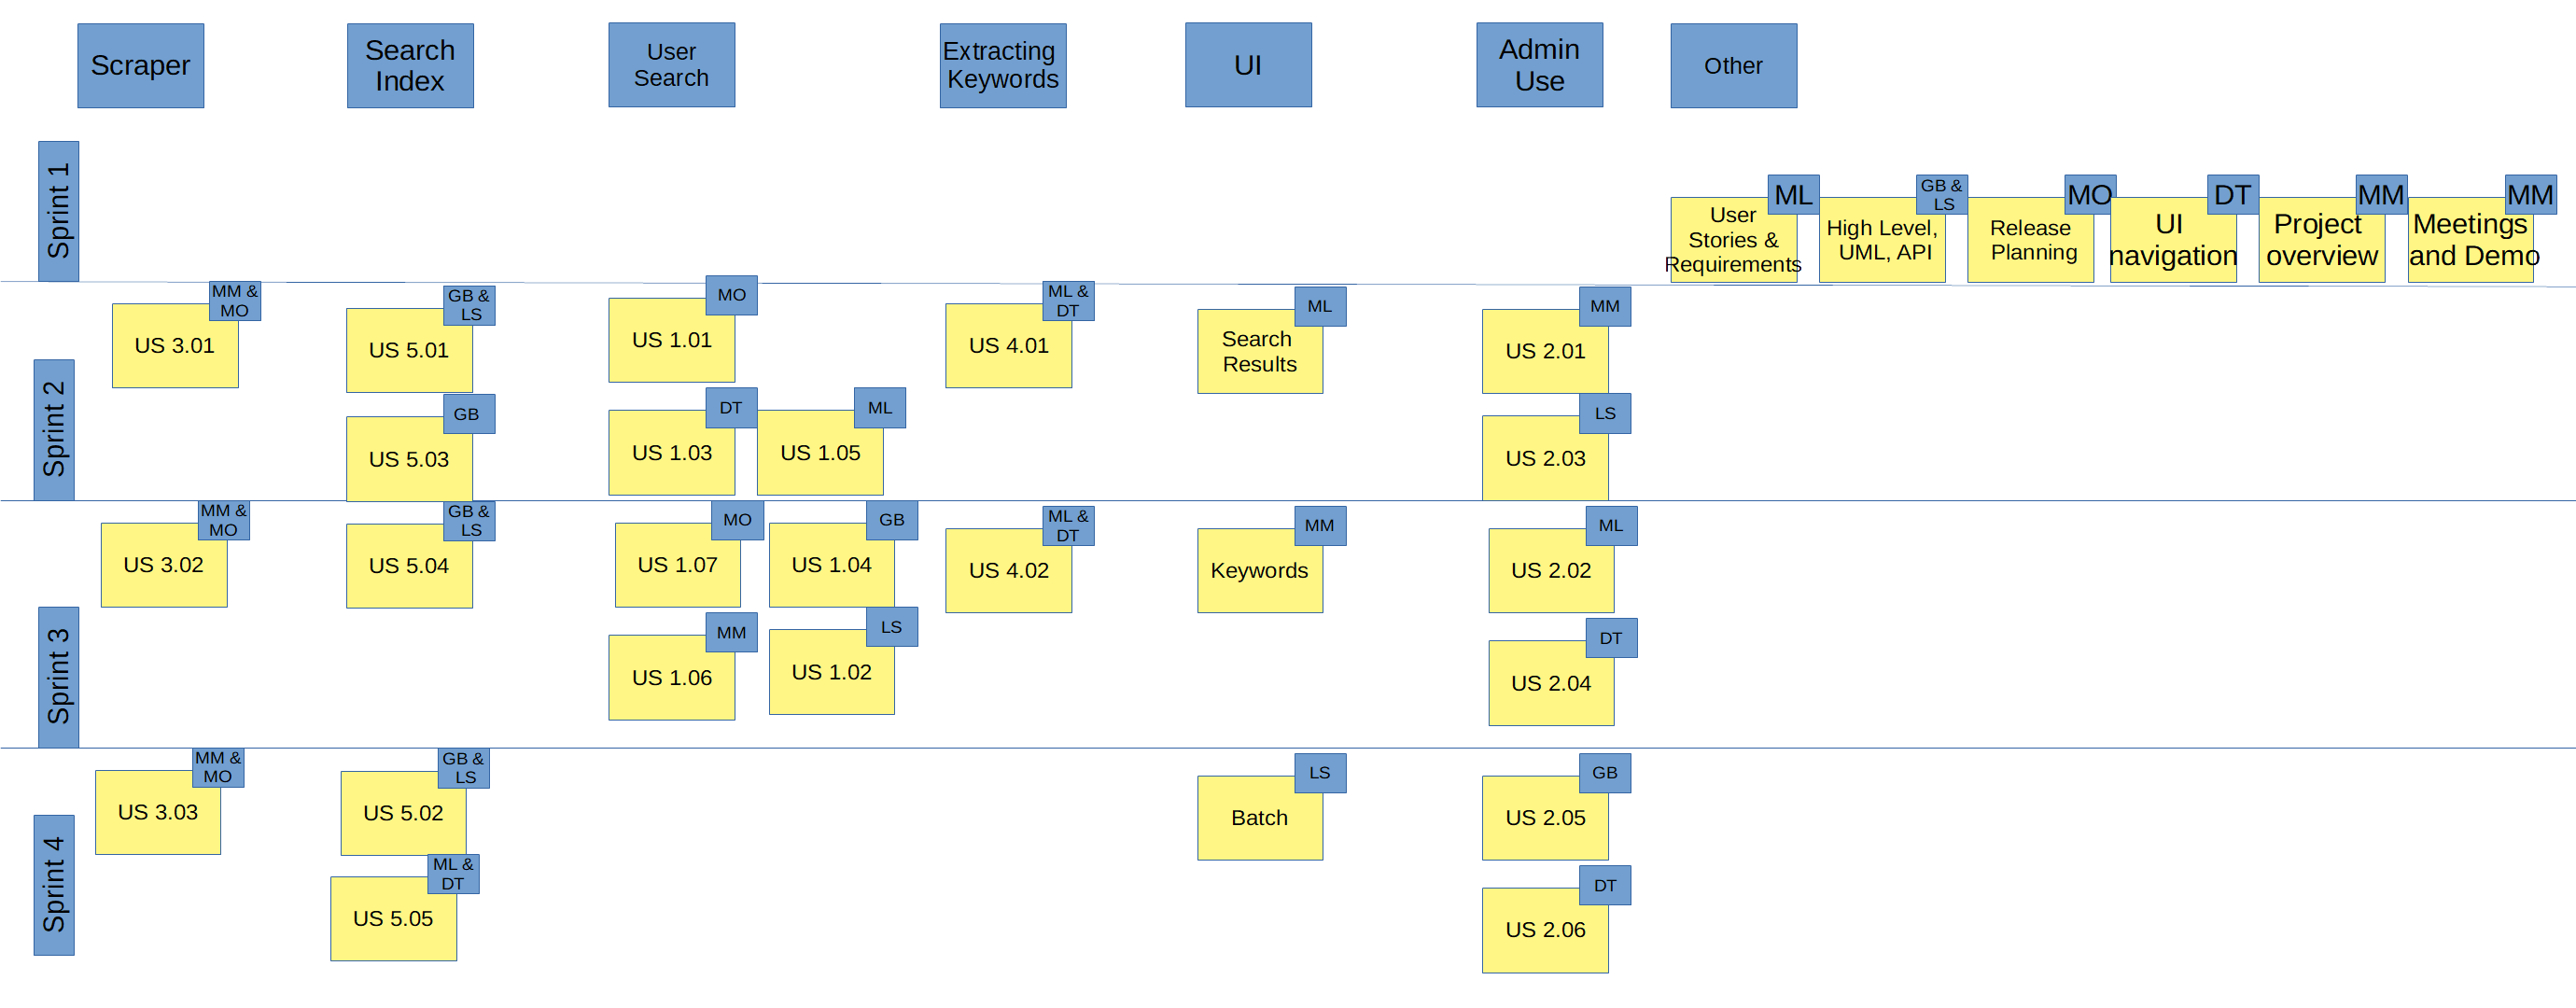 Scraper
Search
Index
User
Search
Extracting
Keywords
UI
Admin
Use
Other
Sprint 1
ML
User
Stories &
Requirements
GB &
LS
High Level,
UML, API
MO
Release
Planning
DT
UI
navigation
MM
Project
overview
MM
Meetings
and Demo
Sprint 2
MM &
MO
US 3.01
GB &
LS
US 5.01
GB
US 5.03
MO
US 1.01
DT
US 1.03
ML
US 1.05
ML &
DT
US 4.01
ML
Search
Results
MM
US 2.01
LS
US 2.03
Sprint 3
MM &
MO
US 3.02
GB &
LS
US 5.04
MO
US 1.07
GB
US 1.04
MM
US 1.06
LS
US 1.02
ML &
DT
US 4.02
MM
Keywords
ML
US 2.02
DT
US 2.04
Sprint 4
MM &
MO
US 3.03
GB &
LS
US 5.02
ML &
DT
US 5.05
LS
Batch
GB
US 2.05
DT
US 2.06